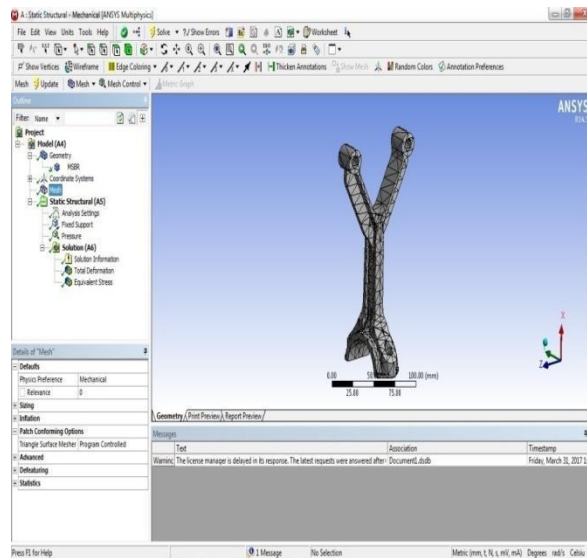 A : Static Structural - Mechanical [ANSYS Multiphysics]
File Edit View Units Tools Help Solve ?/ Show Errors Worksheet
Show Vertices Wireframe Edge Coloring Thicken Annotations Show Mesh Random Colors Annotation Preferences
Mesh Update Mesh Mesh Control Metric Graph
Outline
Filter: Name
Project
Model (A4)
Geometry
MSBR
Coordinate Systems
Mesh
Static Structural (A5)
Analysis Settings
Fixed Support
Pressure
Solution (A6)
Solution Information
Total Deformation
Equivalent Stress
ANSYS
R14.5
X
Z
0.00 100.00 (mm)
25.00 75.00
Details of "Mesh"
Defaults
Physics Preference Mechanical
Relevance 0
Sizing
Inflation
Patch Conforming Options
Triangle Surface Mesher Program Controlled
Advanced
Defeaturing
Statistics
Geometry Print Preview Report Preview
Messages
Text Association Timestamp
Warning The license manager is delayed in its response. The latest requests were answered after Document1.dsdb Friday, March 31, 2017
Press F1 for Help 1 Message No Selection Metric (mm, t, N, s, mV, mA) Degrees rad/s Celsius